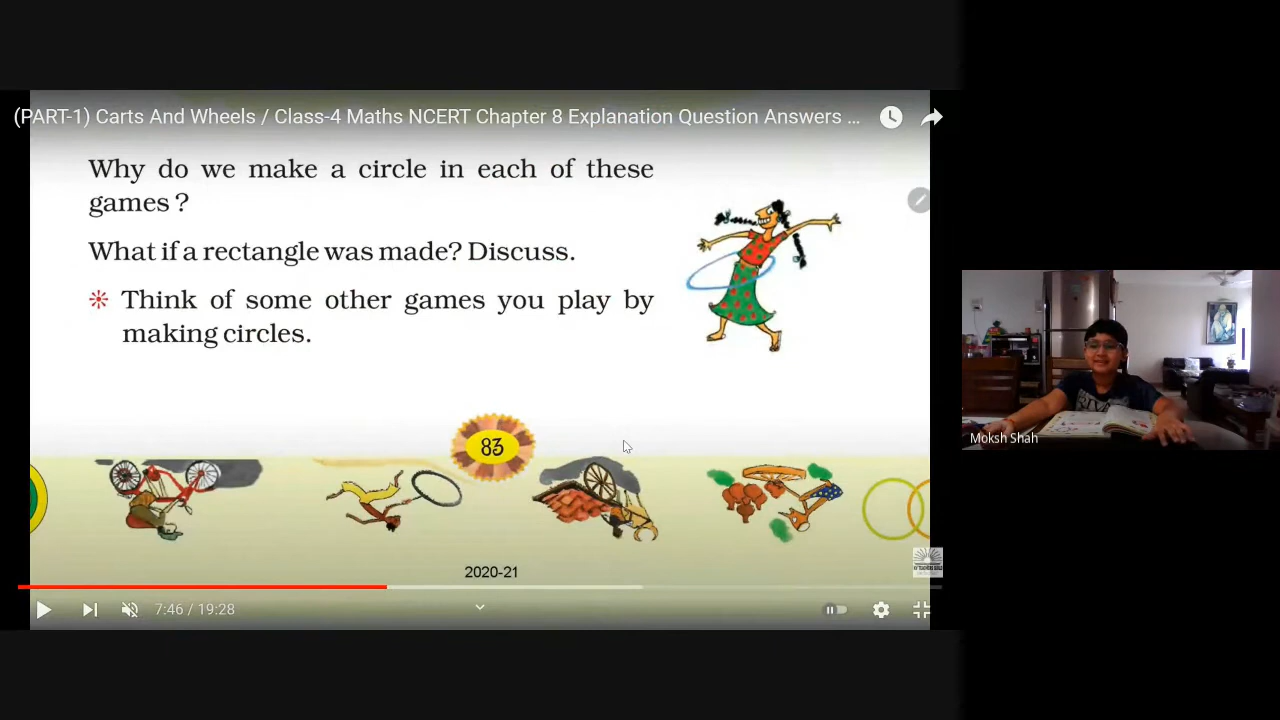 (PART-1) Carts And Wheels / Class-4 Maths NCERT Chapter 8 Explanation Question Answers ...
Why do we make a circle in each of these
games ?
What if a rectangle was made? Discuss.
Think of some other games you play by
making circles.
83
2020-21
7:46 / 19:28
Moksh Shah